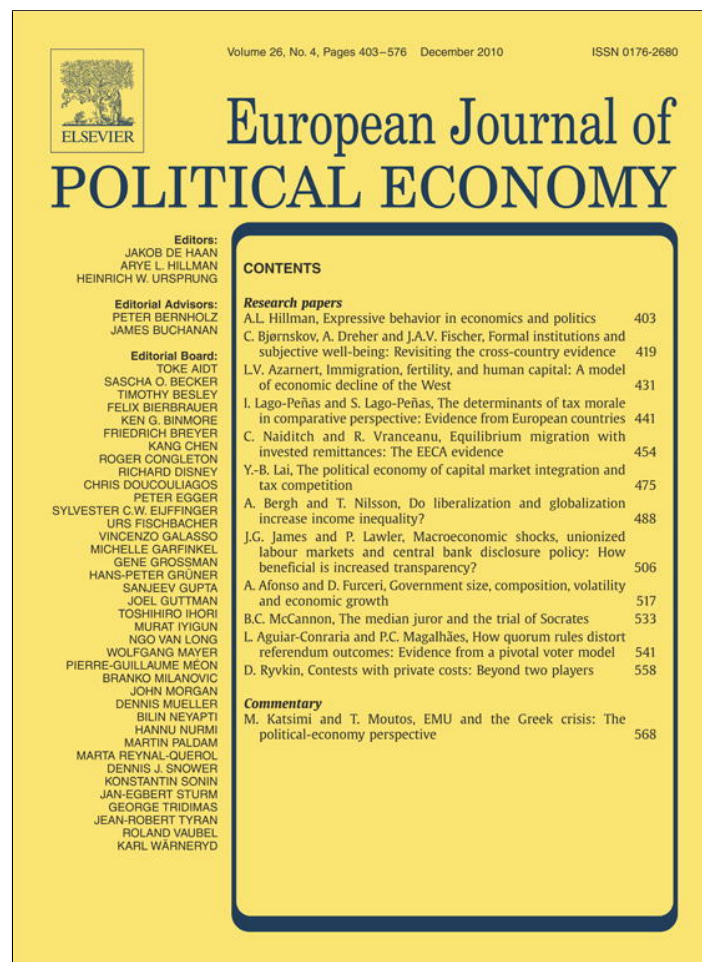 Volume 26, No. 4, Pages 403–576 December 2010 ISSN 0176-2680
ELSEVIER
European Journal of
POLITICAL ECONOMY
Editors:
JAKOB DE HAAN
ARYE L. HILLMAN
HEINRICH W. URSPRUNG
Editorial Advisors:
PETER BERNHOLZ
JAMES BUCHANAN
Editorial Board:
TOKE AIDT
SASCHA O. BECKER
TIMOTHY BESLEY
FELIX BIERBRAUER
KEN G. BINMORE
FRIEDRICH BREYER
KANG CHEN
ROGER CONGLETON
RICHARD DISNEY
CHRIS DOUCOULIAGOS
PETER EGGER
SYLVESTER C.W. EIJFFINGER
URS FISCHBACHER
VINCENZO GALASSO
MICHELLE GARFINKEL
GENE GROSSMAN
HANS-PETER GRÜNER
SANJEEV GUPTA
JOEL GUTTMAN
TOSHIHIRO IHORI
MURAT IYIGUN
NGO VAN LONG
WOLFGANG MAYER
PIERRE-GUILLAUME MÉON
BRANKO MILANOVIC
JOHN MORGAN
DENNIS MUELLER
BILIN NEYAPTI
HANNU NURMI
MARTIN PALDAM
MARTA REYNAL-QUEROL
DENNIS J. SNOWER
KONSTANTIN SONIN
JAN-EGBERT STURM
GEORGE TRIDIMAS
JEAN-ROBERT TYRAN
ROLAND VAUBEL
KARL WÄRNERYD
CONTENTS
Research papers
A.L. Hillman, Expressive behavior in economics and politics 403
C. Bjørnskov, A. Dreher and J.A.V. Fischer, Formal institutions and
subjective well-being: Revisiting the cross-country evidence 419
L.V. Azarnert, Immigration, fertility, and human capital: A model
of economic decline of the West 431
I. Lago-Peñas and S. Lago-Peñas, The determinants of tax morale
in comparative perspective: Evidence from European countries 441
C. Naiditch and R. Vranceanu, Equilibrium migration with
invested remittances: The EECA evidence 454
Y.-B. Lai, The political economy of capital market integration and
tax competition 475
A. Bergh and T. Nilsson, Do liberalization and globalization
increase income inequality? 488
J.G. James and P. Lawler, Macroeconomic shocks, unionized
labour markets and central bank disclosure policy: How
beneficial is increased transparency? 506
A. Afonso and D. Furceri, Government size, composition, volatility
and economic growth 517
B.C. McCannon, The median juror and the trial of Socrates 533
L. Aguiar-Conraria and P.C. Magalhães, How quorum rules distort
referendum outcomes: Evidence from a pivotal voter model 541
D. Ryvkin, Contests with private costs: Beyond two players 558
Commentary
M. Katsimi and T. Moutos, EMU and the Greek crisis: The
political-economy perspective 568